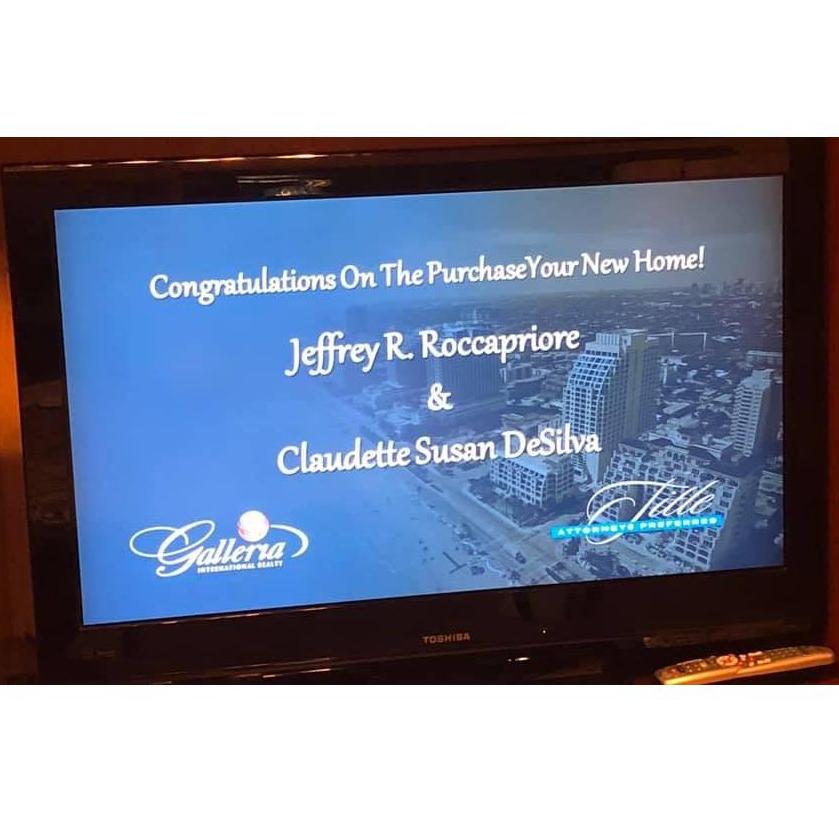 Congratulations On The PurchaseYour New Home!
Jeffrey R. Roccapriore
&
Claudette Susan DeSilva
Galleria
INTERNATIONAL REALTY
Title
ATTORNEYS PREFERRED
TOSHIBA